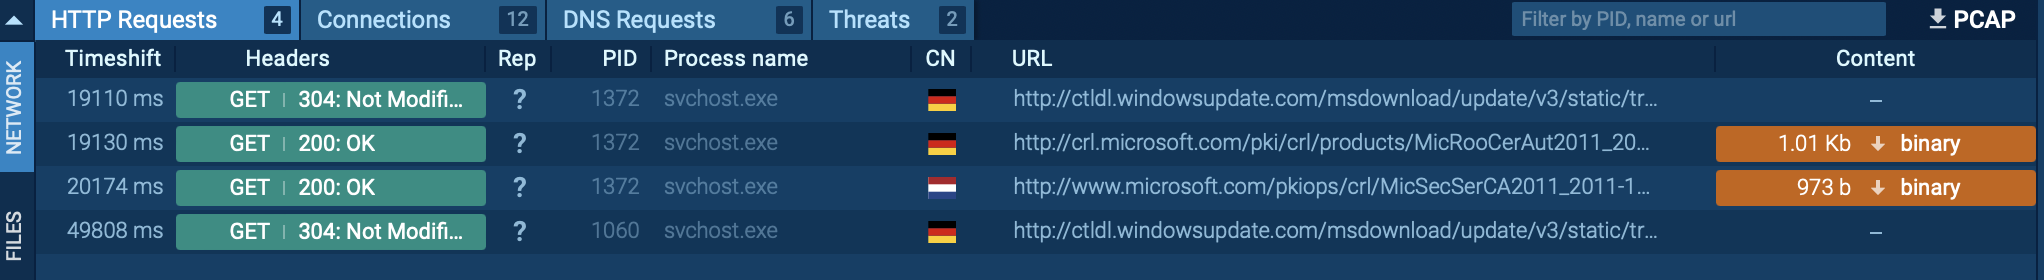 HTTP Requests 4 Connections 12 DNS Requests 6 Threats 2 Filter by PID, name or url PCAP
NETWORK
FILES
Timeshift Headers Rep PID Process name CN URL Content
19110 ms GET 304: Not Modifi... ? 1372 svchost.exe http://ctldl.windowsupdate.com/msdownload/update/v3/static/tr... –
19130 ms GET 200: OK ? 1372 svchost.exe http://crl.microsoft.com/pki/crl/products/MicRooCerAut2011_20... 1.01 Kb binary
20174 ms GET 200: OK ? 1372 svchost.exe http://www.microsoft.com/pkiops/crl/MicSecSerCA2011_2011-1... 973 b binary
49808 ms GET 304: Not Modifi... ? 1060 svchost.exe http://ctldl.windowsupdate.com/msdownload/update/v3/static/tr... –